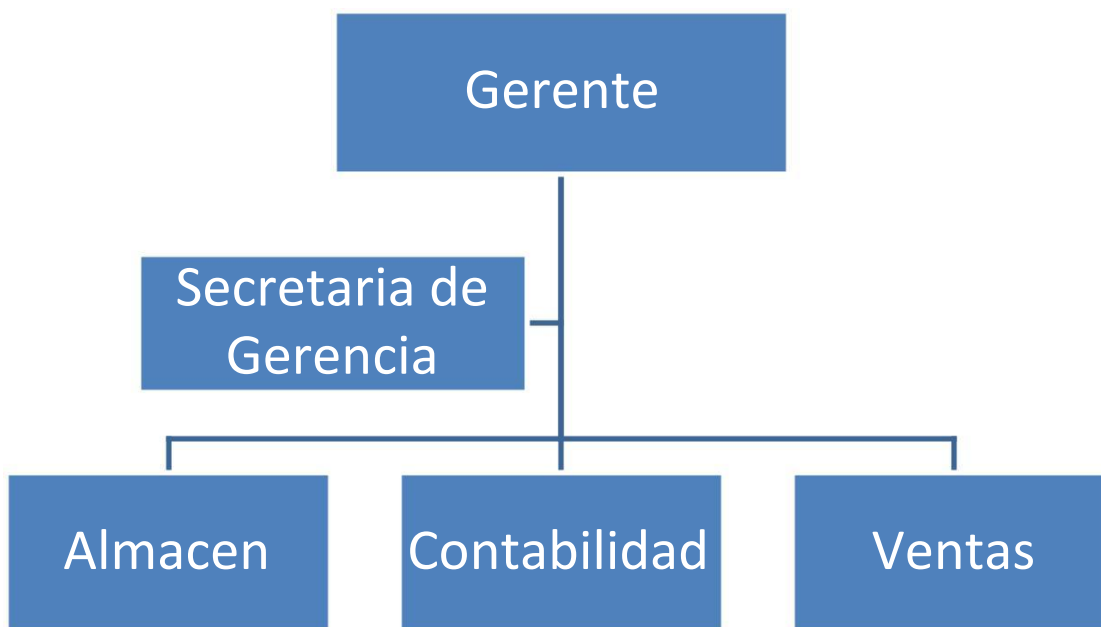 Gerente
Secretaria de
Gerencia
Almacen
Contabilidad
Ventas